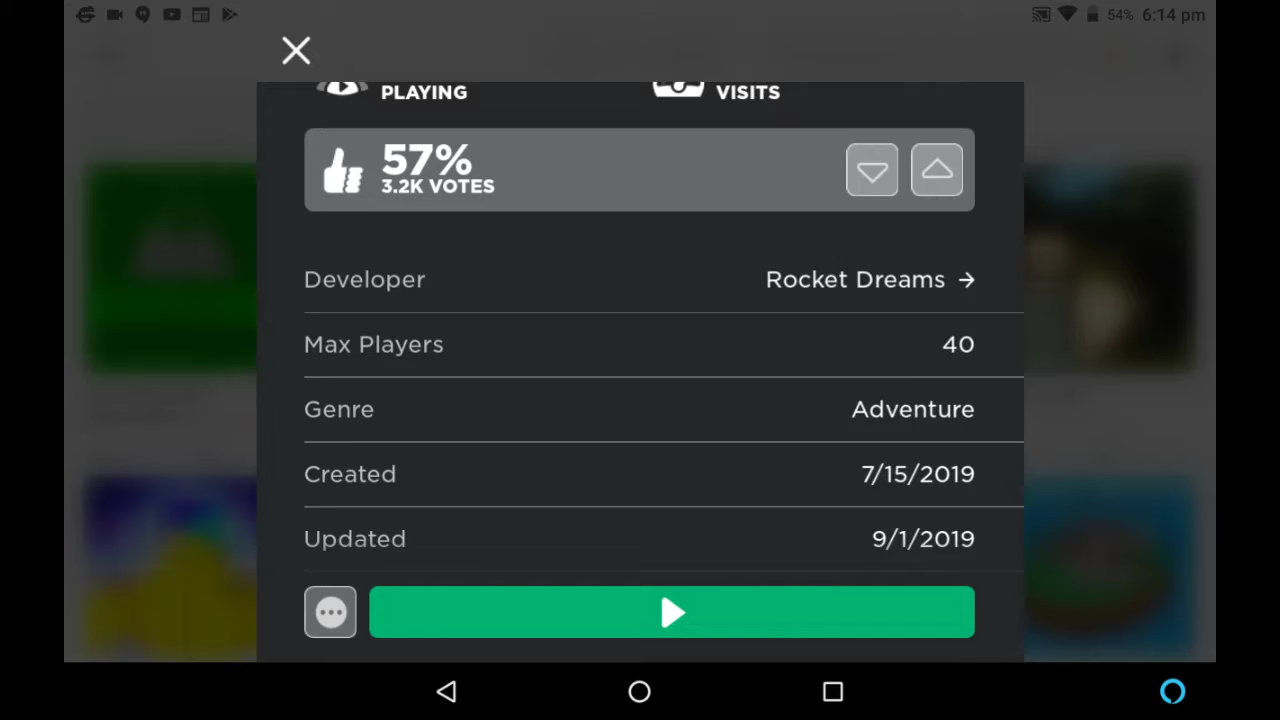 54% 6:14 pm
PLAYING VISITS
57%
3.2K VOTES
Developer Rocket Dreams →
Max Players 40
Genre Adventure
Created 7/15/2019
Updated 9/1/2019